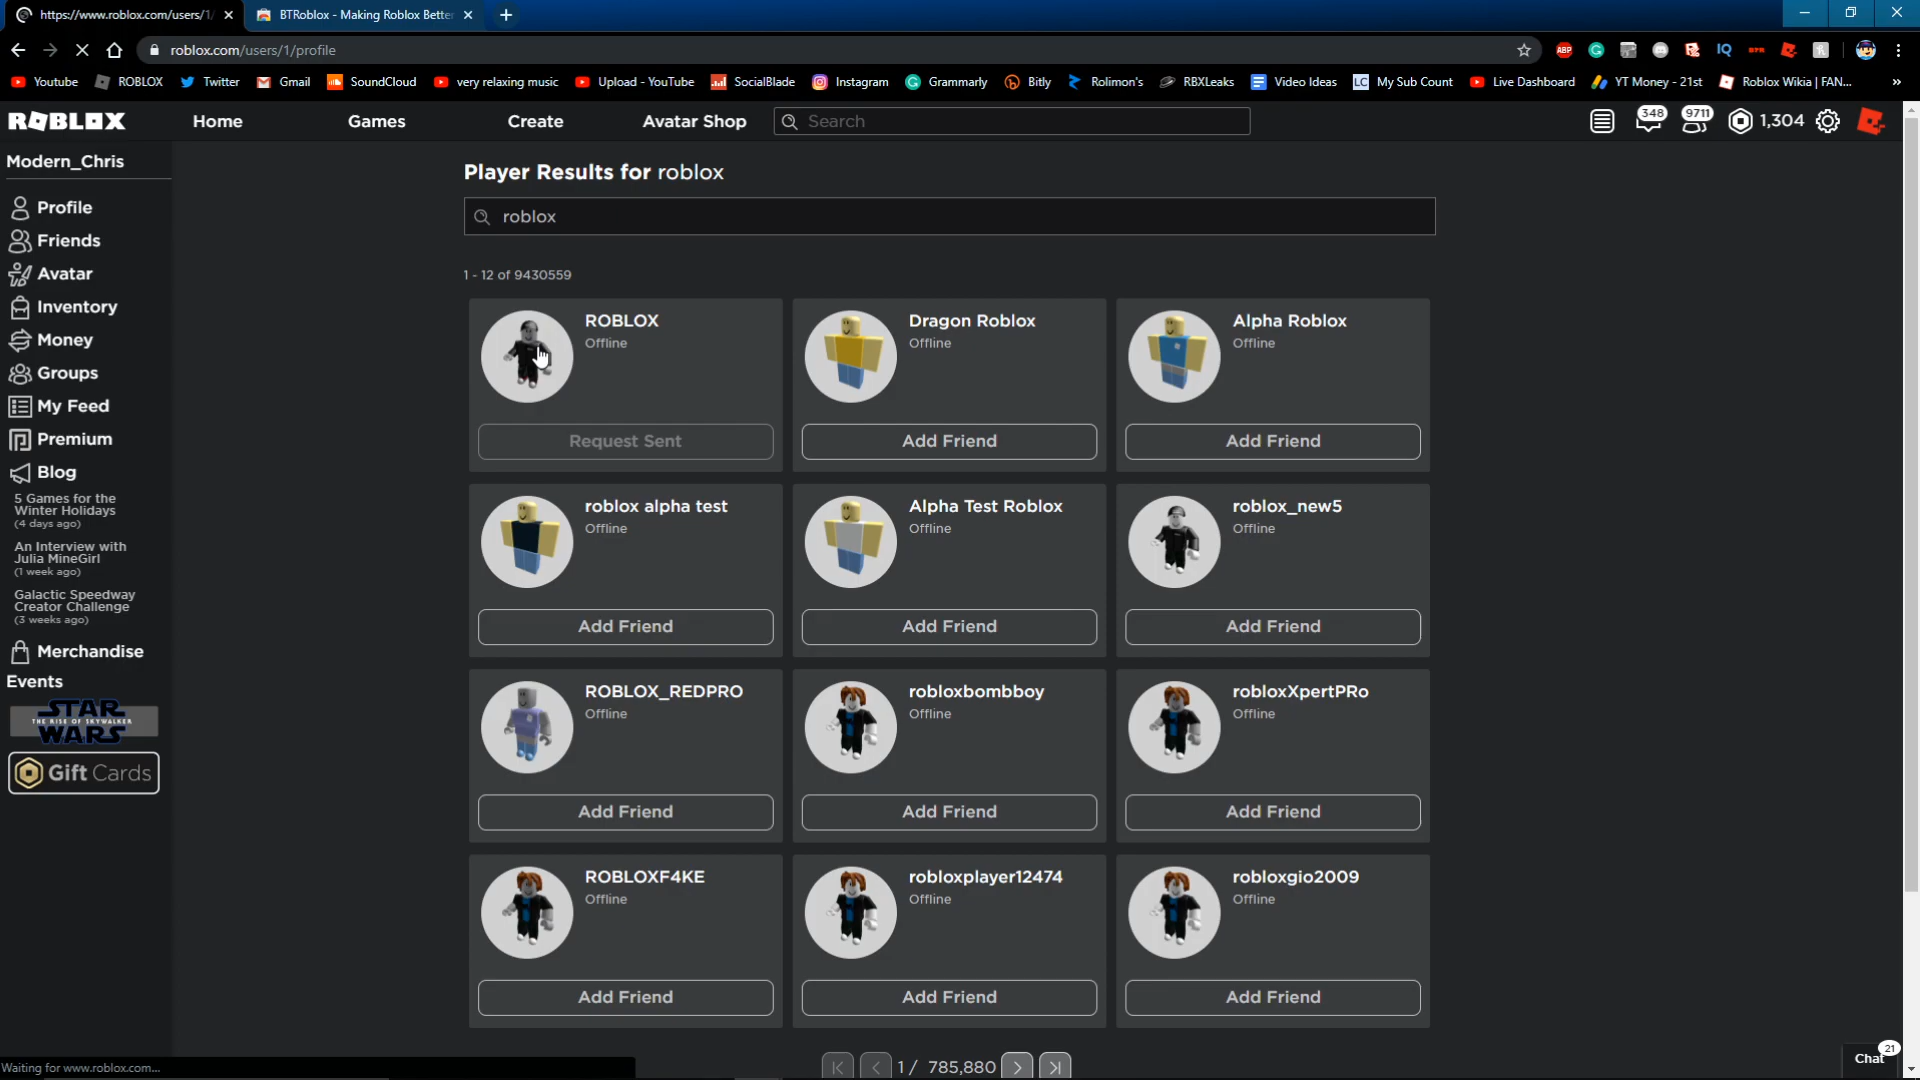 https://www.roblox.com/users/1/
BTRoblox - Making Roblox Better
roblox.com/users/1/profile
ABP
IQ
BTR
Youtube
ROBLOX
Twitter
Gmail
SoundCloud
very relaxing music
Upload - YouTube
SocialBlade
Instagram
Grammarly
Bitly
Rolimon's
RBXLeaks
Video Ideas
LC My Sub Count
Live Dashboard
YT Money - 21st
Roblox Wikia | FAN...
ROBLOX
Home
Games
Create
Avatar Shop
Search
348
9711
1,304
Modern_Chris
Profile
Friends
Avatar
Inventory
Money
Groups
My Feed
Premium
Blog
5 Games for the
Winter Holidays
(4 days ago)
An Interview with
Julia MineGirl
(1 week ago)
Galactic Speedway
Creator Challenge
(3 weeks ago)
Merchandise
Events
STAR
THE RISE OF SKYWALKER
WARS
Gift Cards
Player Results for roblox
roblox
1 - 12 of 9430559
ROBLOX
Offline
Request Sent
Dragon Roblox
Offline
Add Friend
Alpha Roblox
Offline
Add Friend
roblox alpha test
Offline
Add Friend
Alpha Test Roblox
Offline
Add Friend
roblox_new5
Offline
Add Friend
ROBLOX_REDPRO
Offline
Add Friend
robloxbombboy
Offline
Add Friend
robloxXpertPRo
Offline
Add Friend
ROBLOXF4KE
Offline
Add Friend
robloxplayer12474
Offline
Add Friend
robloxgio2009
Offline
Add Friend
1 / 785,880
Chat
21
Waiting for www.roblox.com...